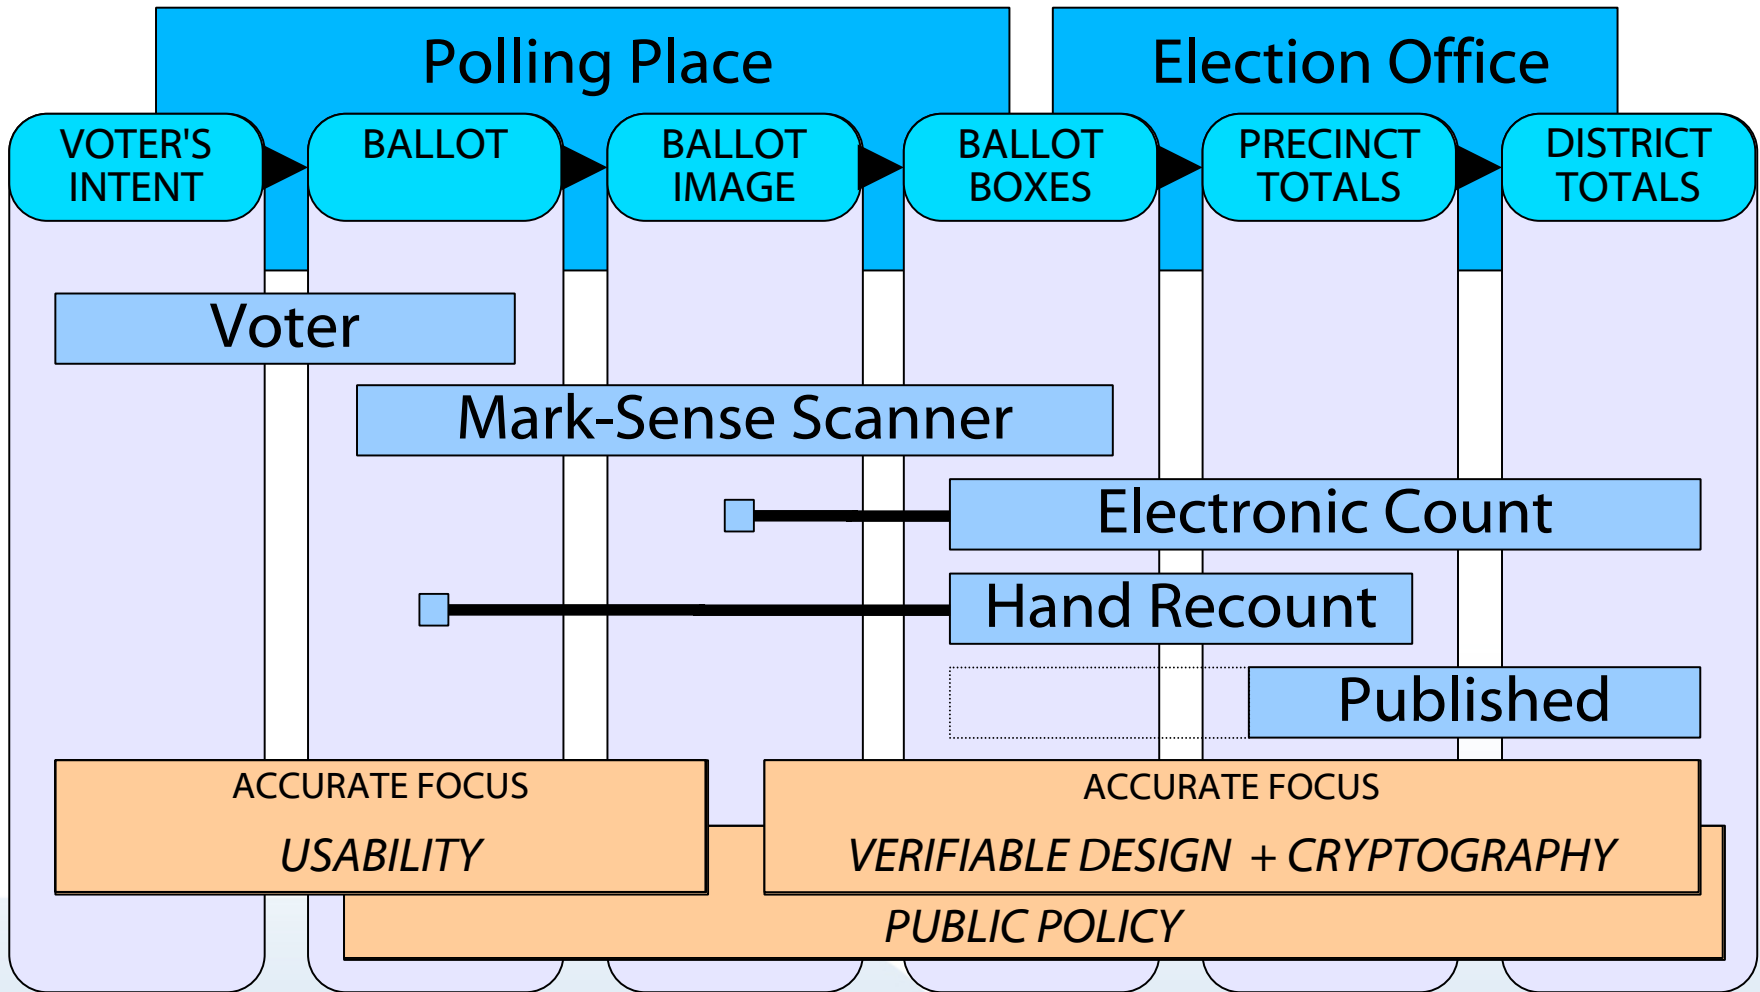 Polling Place
Election Office
VOTER'S
INTENT
BALLOT
BALLOT
IMAGE
BALLOT
BOXES
PRECINCT
TOTALS
DISTRICT
TOTALS
Voter
Mark-Sense Scanner
Electronic Count
Hand Recount
Published
ACCURATE FOCUS
USABILITY
ACCURATE FOCUS
VERIFIABLE DESIGN + CRYPTOGRAPHY
PUBLIC POLICY